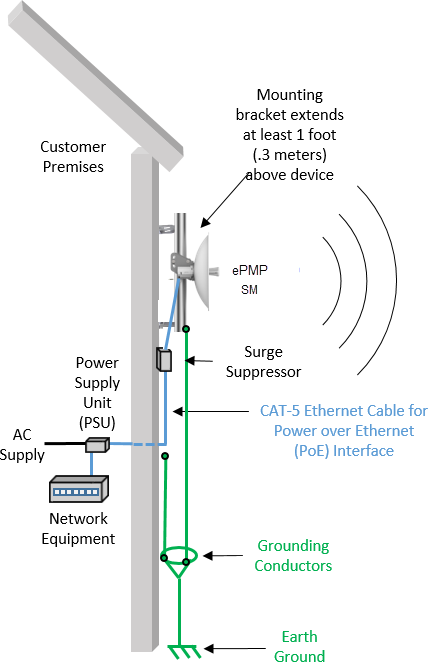 Mounting
bracket extends
at least 1 foot
(.3 meters)
above device
Customer
Premises
ePMP
SM
Surge
Suppressor
Power
Supply
Unit
(PSU)
CAT-5 Ethernet Cable for
Power over Ethernet
(PoE) Interface
AC
Supply
Network
Equipment
Grounding
Conductors
Earth
Ground